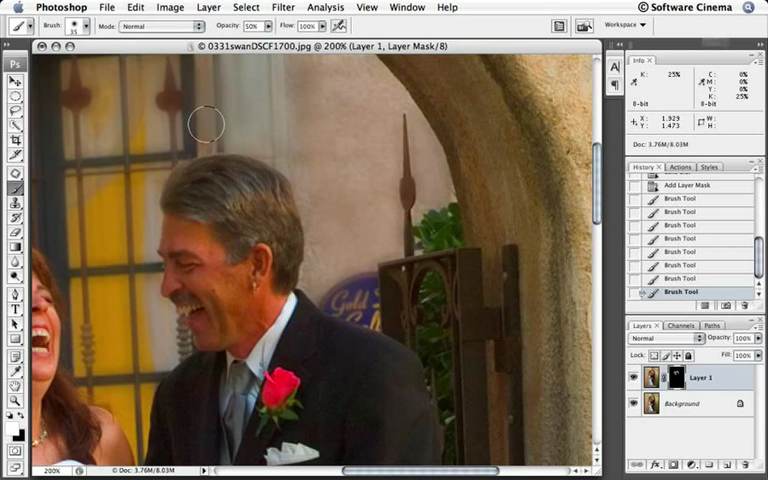 Photoshop File Edit Image Layer Select Filter Analysis View Window Help © Software Cinema
Brush: 35 Mode: Normal Opacity: 50% Flow: 100% Workspace
© 0331swanDSCF1700.jpg @ 200% (Layer 1, Layer Mask/8)
Ps
Info
K: 25% C: 0%
M: 0%
Y: 0%
K: 25%
8-bit 8-bit
X: 1.929 W:
Y: 1.473 H:
Doc: 3.76M/8.03M
History Actions Styles
Add Layer Mask
Brush Tool
Brush Tool
Brush Tool
Brush Tool
Brush Tool
Brush Tool
Brush Tool
Brush Tool
Layers Channels Paths
Normal Opacity: 100%
Lock: Fill: 100%
Layer 1
Background
Gold
200% © Doc: 3.76M/8.03M